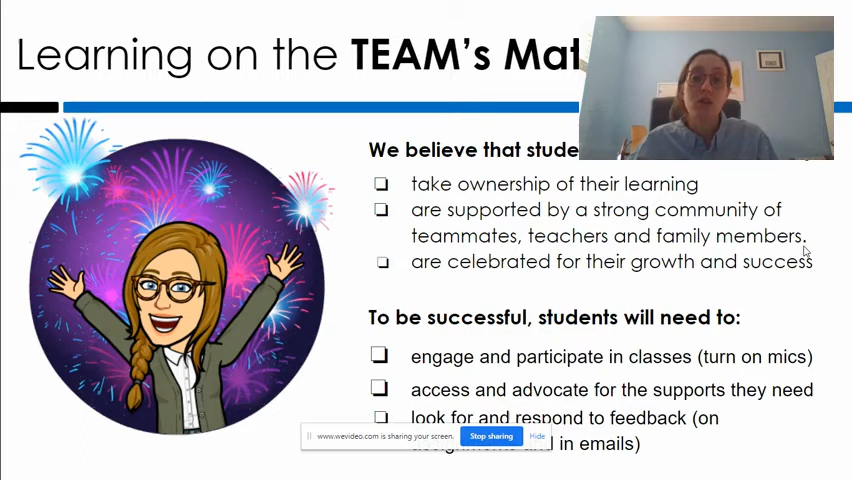 Learning on the TEAM's Mat
We believe that stude
take ownership of their learning
are supported by a strong community of
teammates, teachers and family members.
are celebrated for their growth and success
To be successful, students will need to:
engage and participate in classes (turn on mics)
access and advocate for the supports they need
look for and respond to feedback (on
in emails)
www.wevideo.com is sharing your screen. Stop sharing Hide